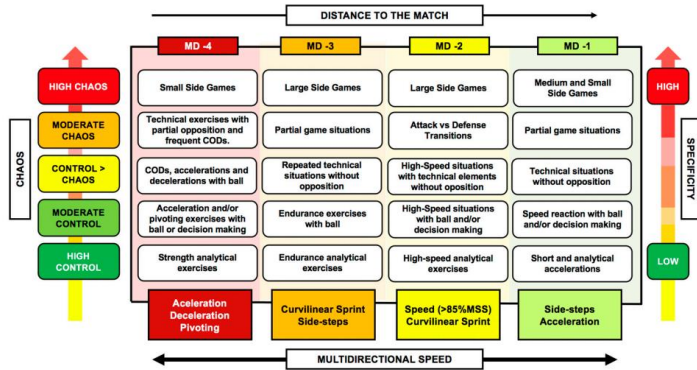 DISTANCE TO THE MATCH
MD -4
MD -3
MD -2
MD -1
CHAOS
HIGH CHAOS
Small Side Games
Large Side Games
Large Side Games
Medium and Small
Side Games
HIGH
MODERATE
CHAOS
Technical exercises with
partial opposition and
frequent CODs.
Partial game situations
Attack vs Defense
Transitions
Partial game situations
CONTROL >
CHAOS
CODs, accelerations and
decelerations with ball
Repeated technical
situations without
opposition
High-Speed situations
with technical elements
without oposition
Technical situations
without opposition
SPECIFICITY
MODERATE
CONTROL
Acceleration and/or
pivoting exercises with
ball or decision making
Endurance exercises
with ball
High-Speed situations
with ball and/or
decision making
Speed reaction with ball
and/or decision making
HIGH
CONTROL
Strength analytical
exercises
Endurance analytical
exercises
High-speed analytical
exercises
Short and analytical
accelerations
LOW
Aceleration
Deceleration
Pivoting
Curvilinear Sprint
Side-steps
Speed (>85%MSS)
Curvilinear Sprint
Side-steps
Acceleration
MULTIDIRECTIONAL SPEED